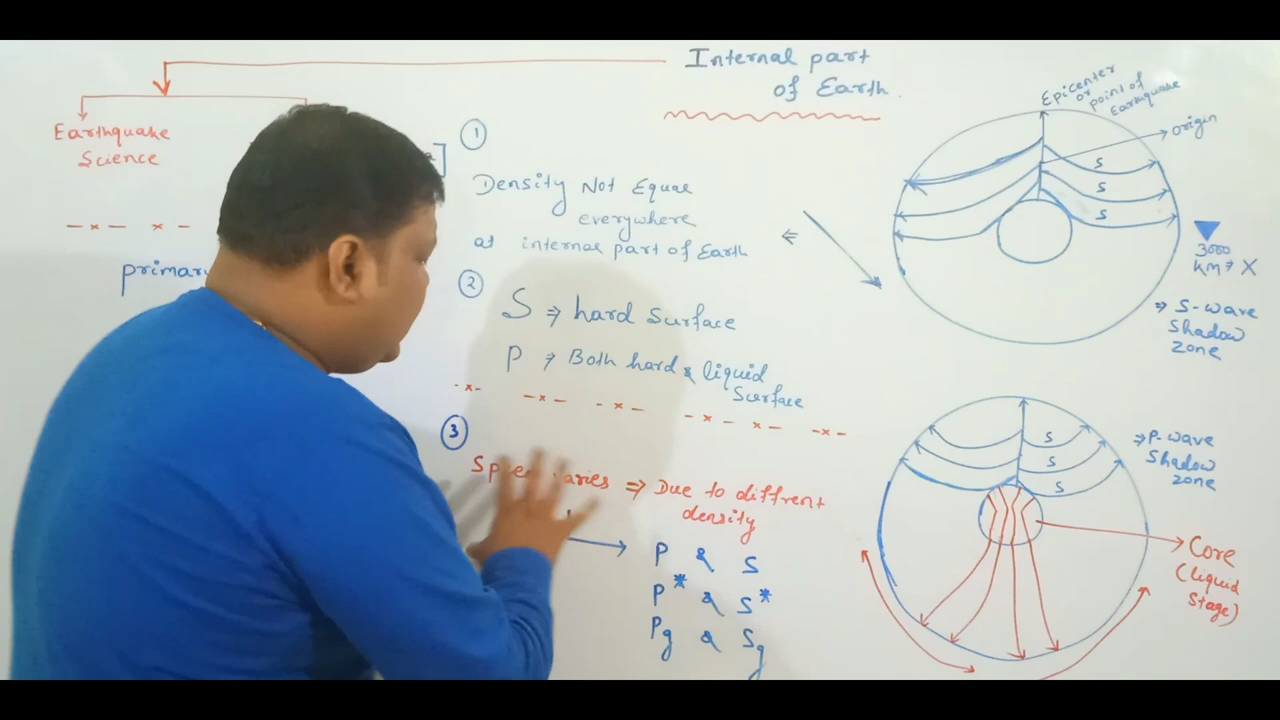 Internal part
of Earth.
Earthquake
Science
primary
①
Density Not Equal
everywhere
at internal part of Earth
②
S ⇒ hard Surface
P ⇒ Both hard & liquid
Surface
③
varies ⇒ Due to diffrent
density
P & S
P* & S*
Pg & Sg
Epicenter
or
point of
Earthquake
origin
S
S
S
3000
km ⇒ X
⇒ S-wave
Shadow
zone
⇒ P-wave
Shadow
zone
S
S
S
Core
(liquid
Stage)